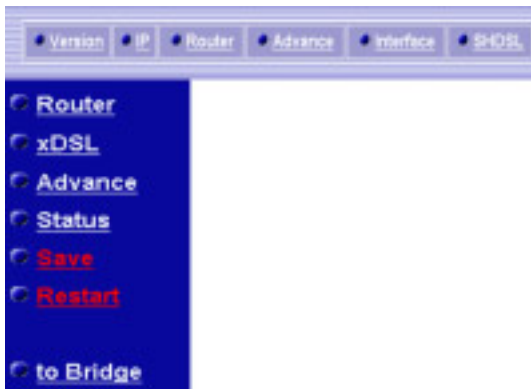 Version IP Router Advance Interface SHDSL
Router
xDSL
Advance
Status
Save
Restart
to Bridge